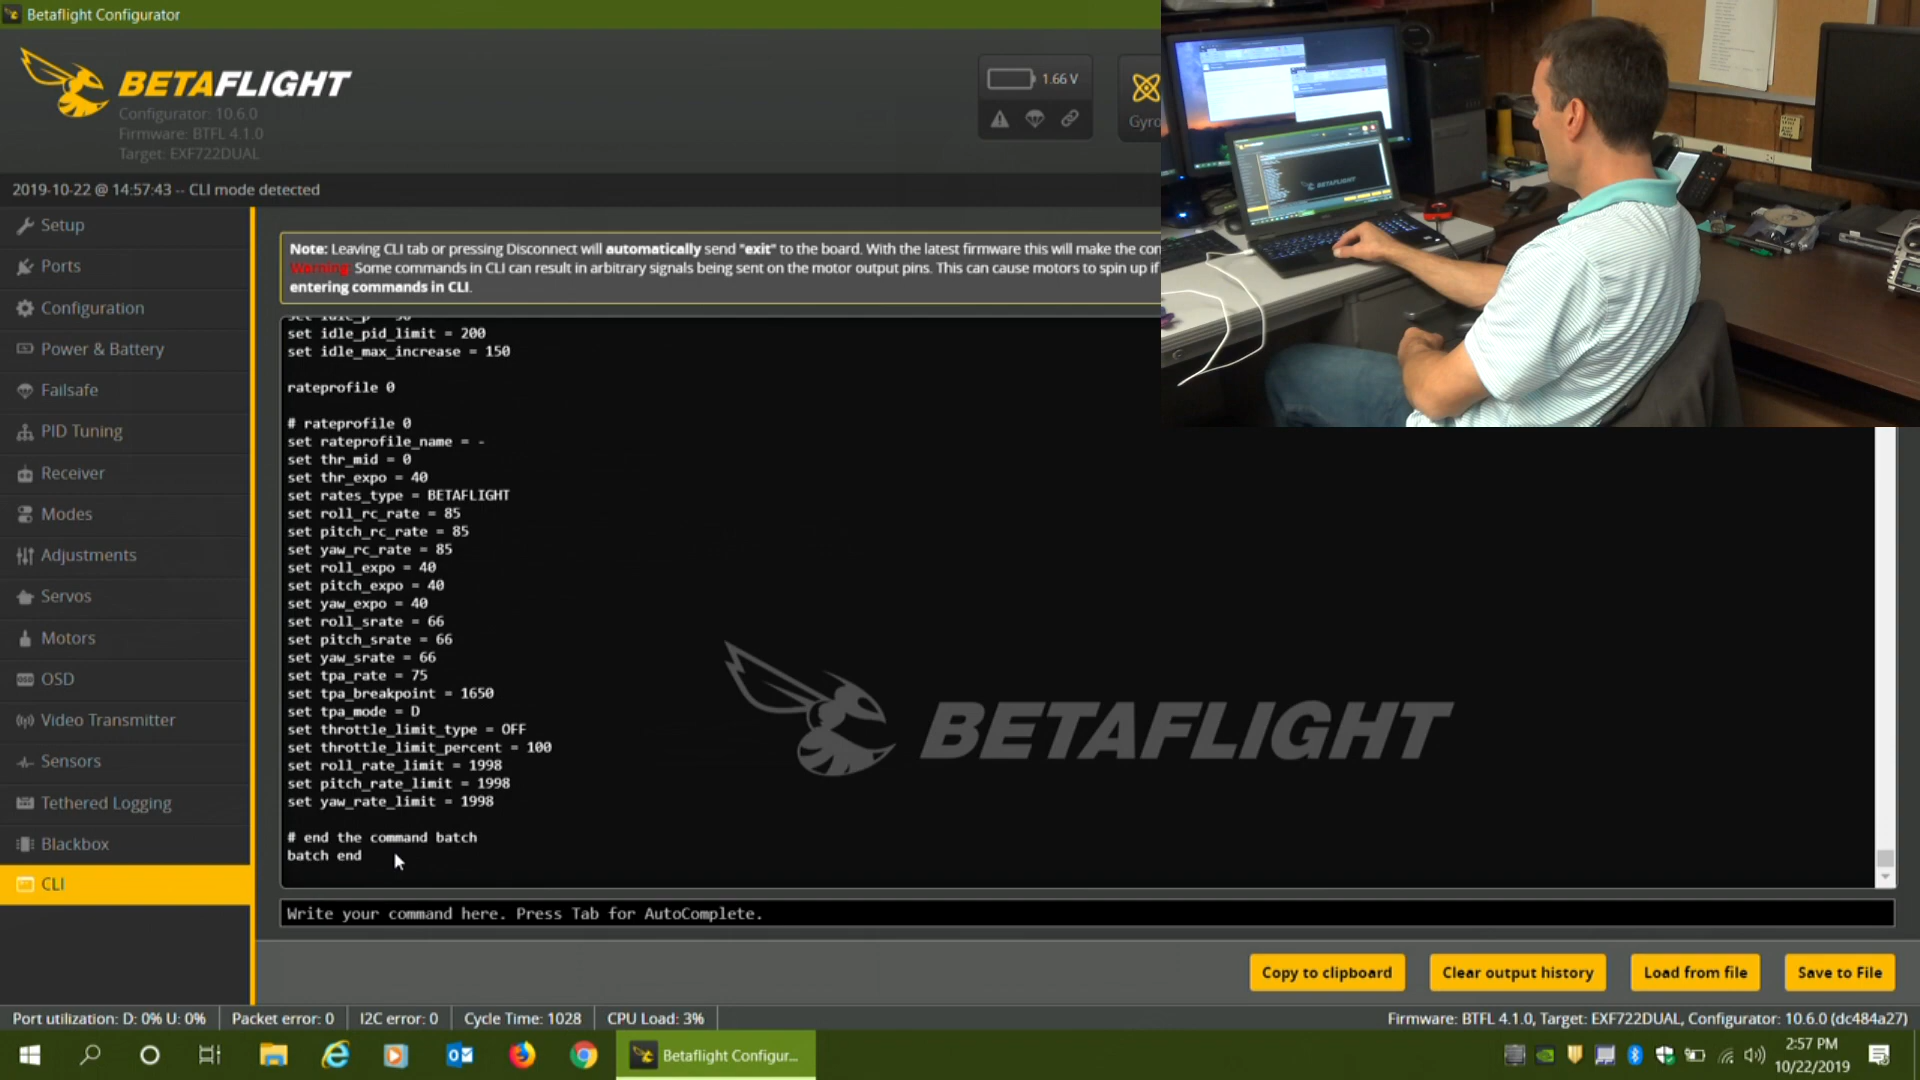 Betaflight Configurator
BETAFLIGHT
Configurator: 10.6.0
Firmware: BTFL 4.1.0
Target: EXF722DUAL
1.66 V
Gyro
2019-10-22 @ 14:57:43 -- CLI mode detected
Setup
Ports
Configuration
Power & Battery
Failsafe
PID Tuning
Receiver
Modes
Adjustments
Servos
Motors
OSD
Video Transmitter
Sensors
Tethered Logging
Blackbox
CLI
Note: Leaving CLI tab or pressing Disconnect will automatically send "exit" to the board. With the latest firmware this will make the con
Warning: Some commands in CLI can result in arbitrary signals being sent on the motor output pins. This can cause motors to spin up if
entering commands in CLI.
set idle_pid_limit = 200
set idle_max_increase = 150
rateprofile 0
# rateprofile 0
set rateprofile_name = -
set thr_mid = 0
set thr_expo = 40
set rates_type = BETAFLIGHT
set roll_rc_rate = 85
set pitch_rc_rate = 85
set yaw_rc_rate = 85
set roll_expo = 40
set pitch_expo = 40
set yaw_expo = 40
set roll_srate = 66
set pitch_srate = 66
set yaw_srate = 66
set tpa_rate = 75
set tpa_breakpoint = 1650
set tpa_mode = D
set throttle_limit_type = OFF
set throttle_limit_percent = 100
set roll_rate_limit = 1998
set pitch_rate_limit = 1998
set yaw_rate_limit = 1998
# end the command batch
batch end
BETAFLIGHT
BETAFLIGHT
Write your command here. Press Tab for AutoComplete.
Copy to clipboard
Clear output history
Load from file
Save to File
Port utilization: D: 0% U: 0%
Packet error: 0
I2C error: 0
Cycle Time: 1028
CPU Load: 3%
Firmware: BTFL 4.1.0, Target: EXF722DUAL, Configurator: 10.6.0 (dc484a27)
Betaflight Configur...
2:57 PM
10/22/2019